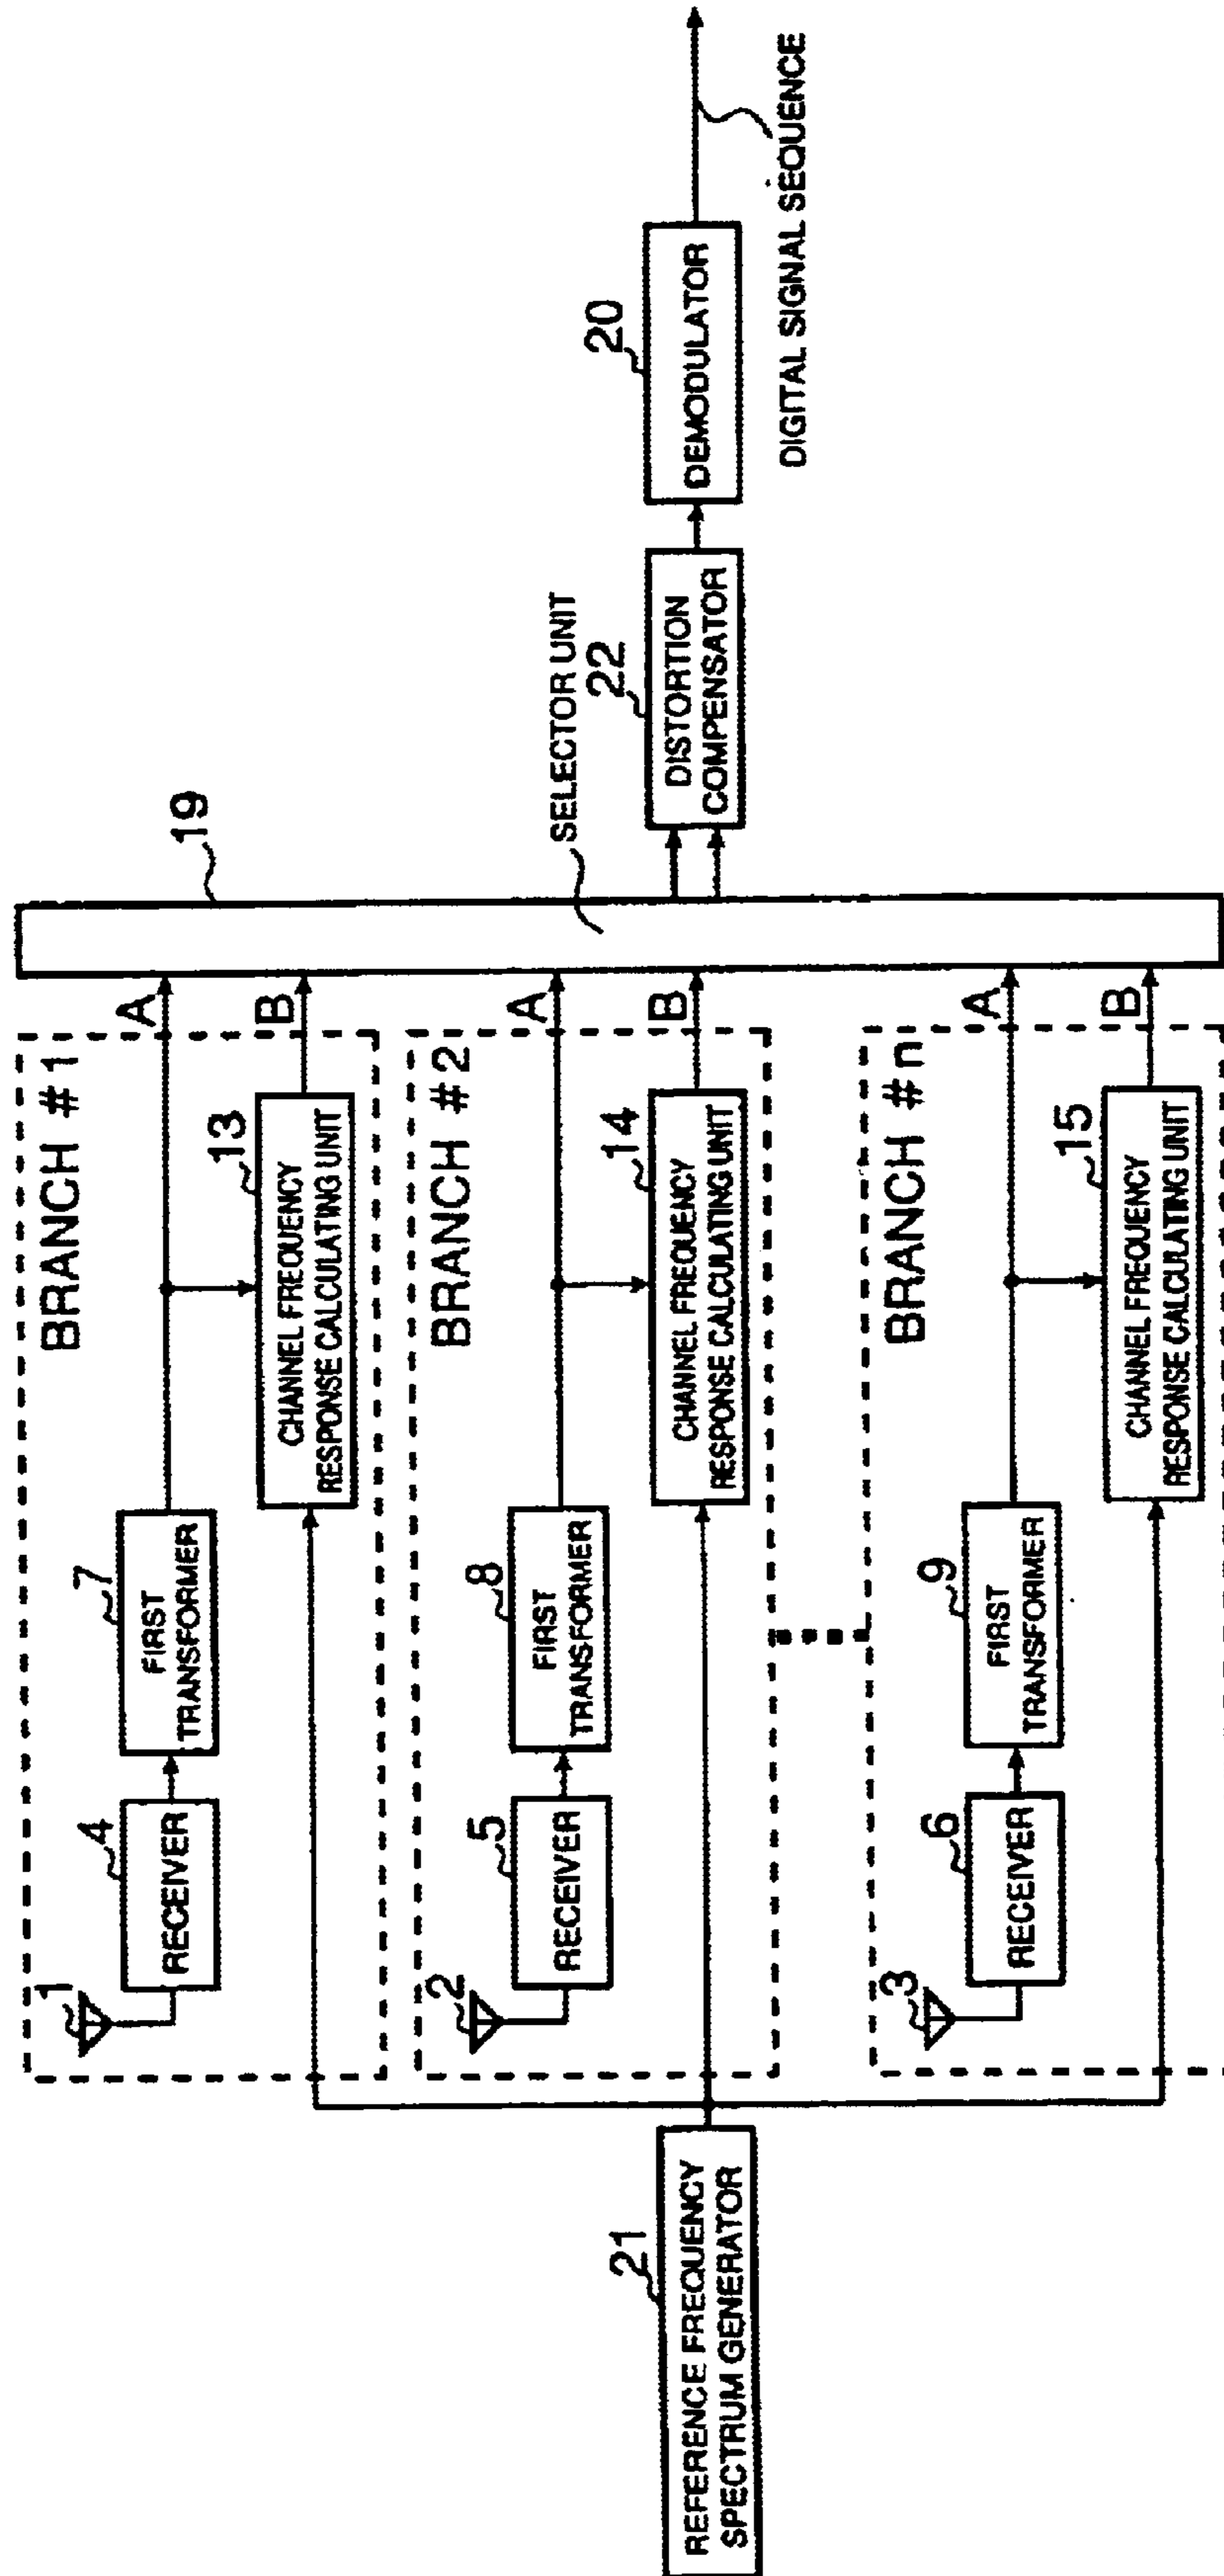 21
REFERENCE FREQUENCY
SPECTRUM GENERATOR
BRANCH #1
1
4
RECEIVER
7
FIRST
TRANSFORMER
13
CHANNEL FREQUENCY
RESPONSE CALCULATING UNIT
A
B
BRANCH #2
2
5
RECEIVER
8
FIRST
TRANSFORMER
14
CHANNEL FREQUENCY
RESPONSE CALCULATING UNIT
A
B
BRANCH #n
3
6
RECEIVER
9
FIRST
TRANSFORMER
15
CHANNEL FREQUENCY
RESPONSE CALCULATING UNIT
A
B
19
SELECTOR UNIT
22
DISTORTION
COMPENSATOR
20
DEMODULATOR
DIGITAL SIGNAL SEQUENCE